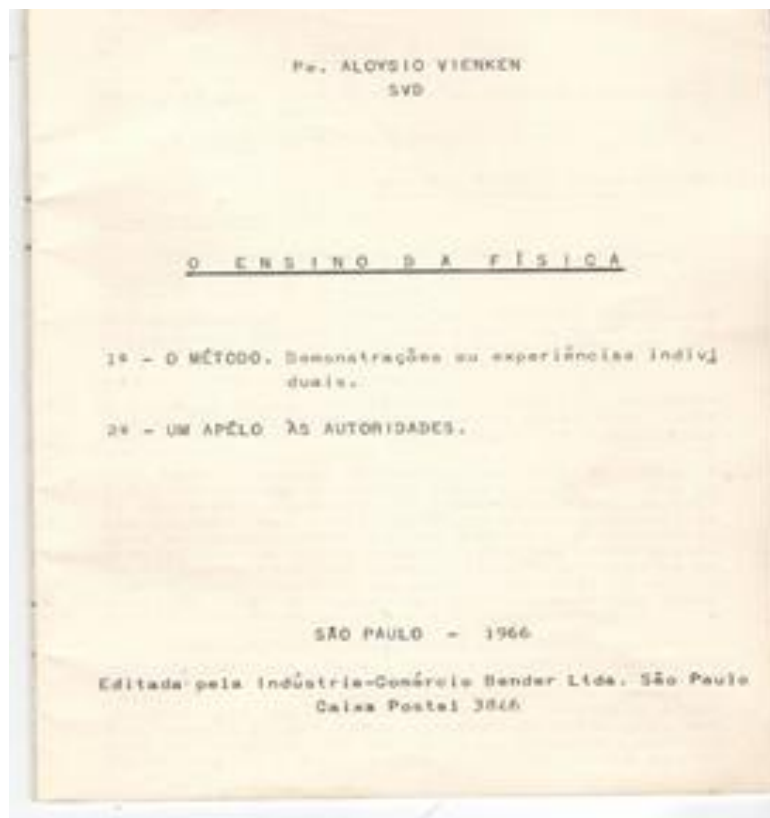 Pe. ALOYSIO VIENKEN
SVD
O ENSINO DA FÍSICA
1º - O MÉTODO. Demonstrações ou experiências indivi
duais.
2º - UM APÊLO ÀS AUTORIDADES.
SÃO PAULO - 1966
Editada pela Indústria-Comércio Bender Ltda. São Paulo
Caixa Postal